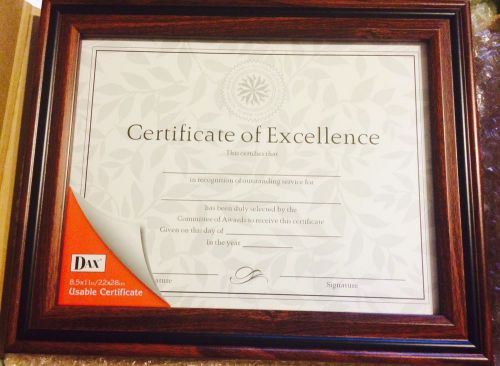 Certificate of Excellence
This certifies that
in recognition of outstanding service for
has been duly selected by the
Committee of Awards to receive this certificate
Given on this day of
In the year
ature
Signature
DAX
8.5x11in/22x28cm
Usable Certificate